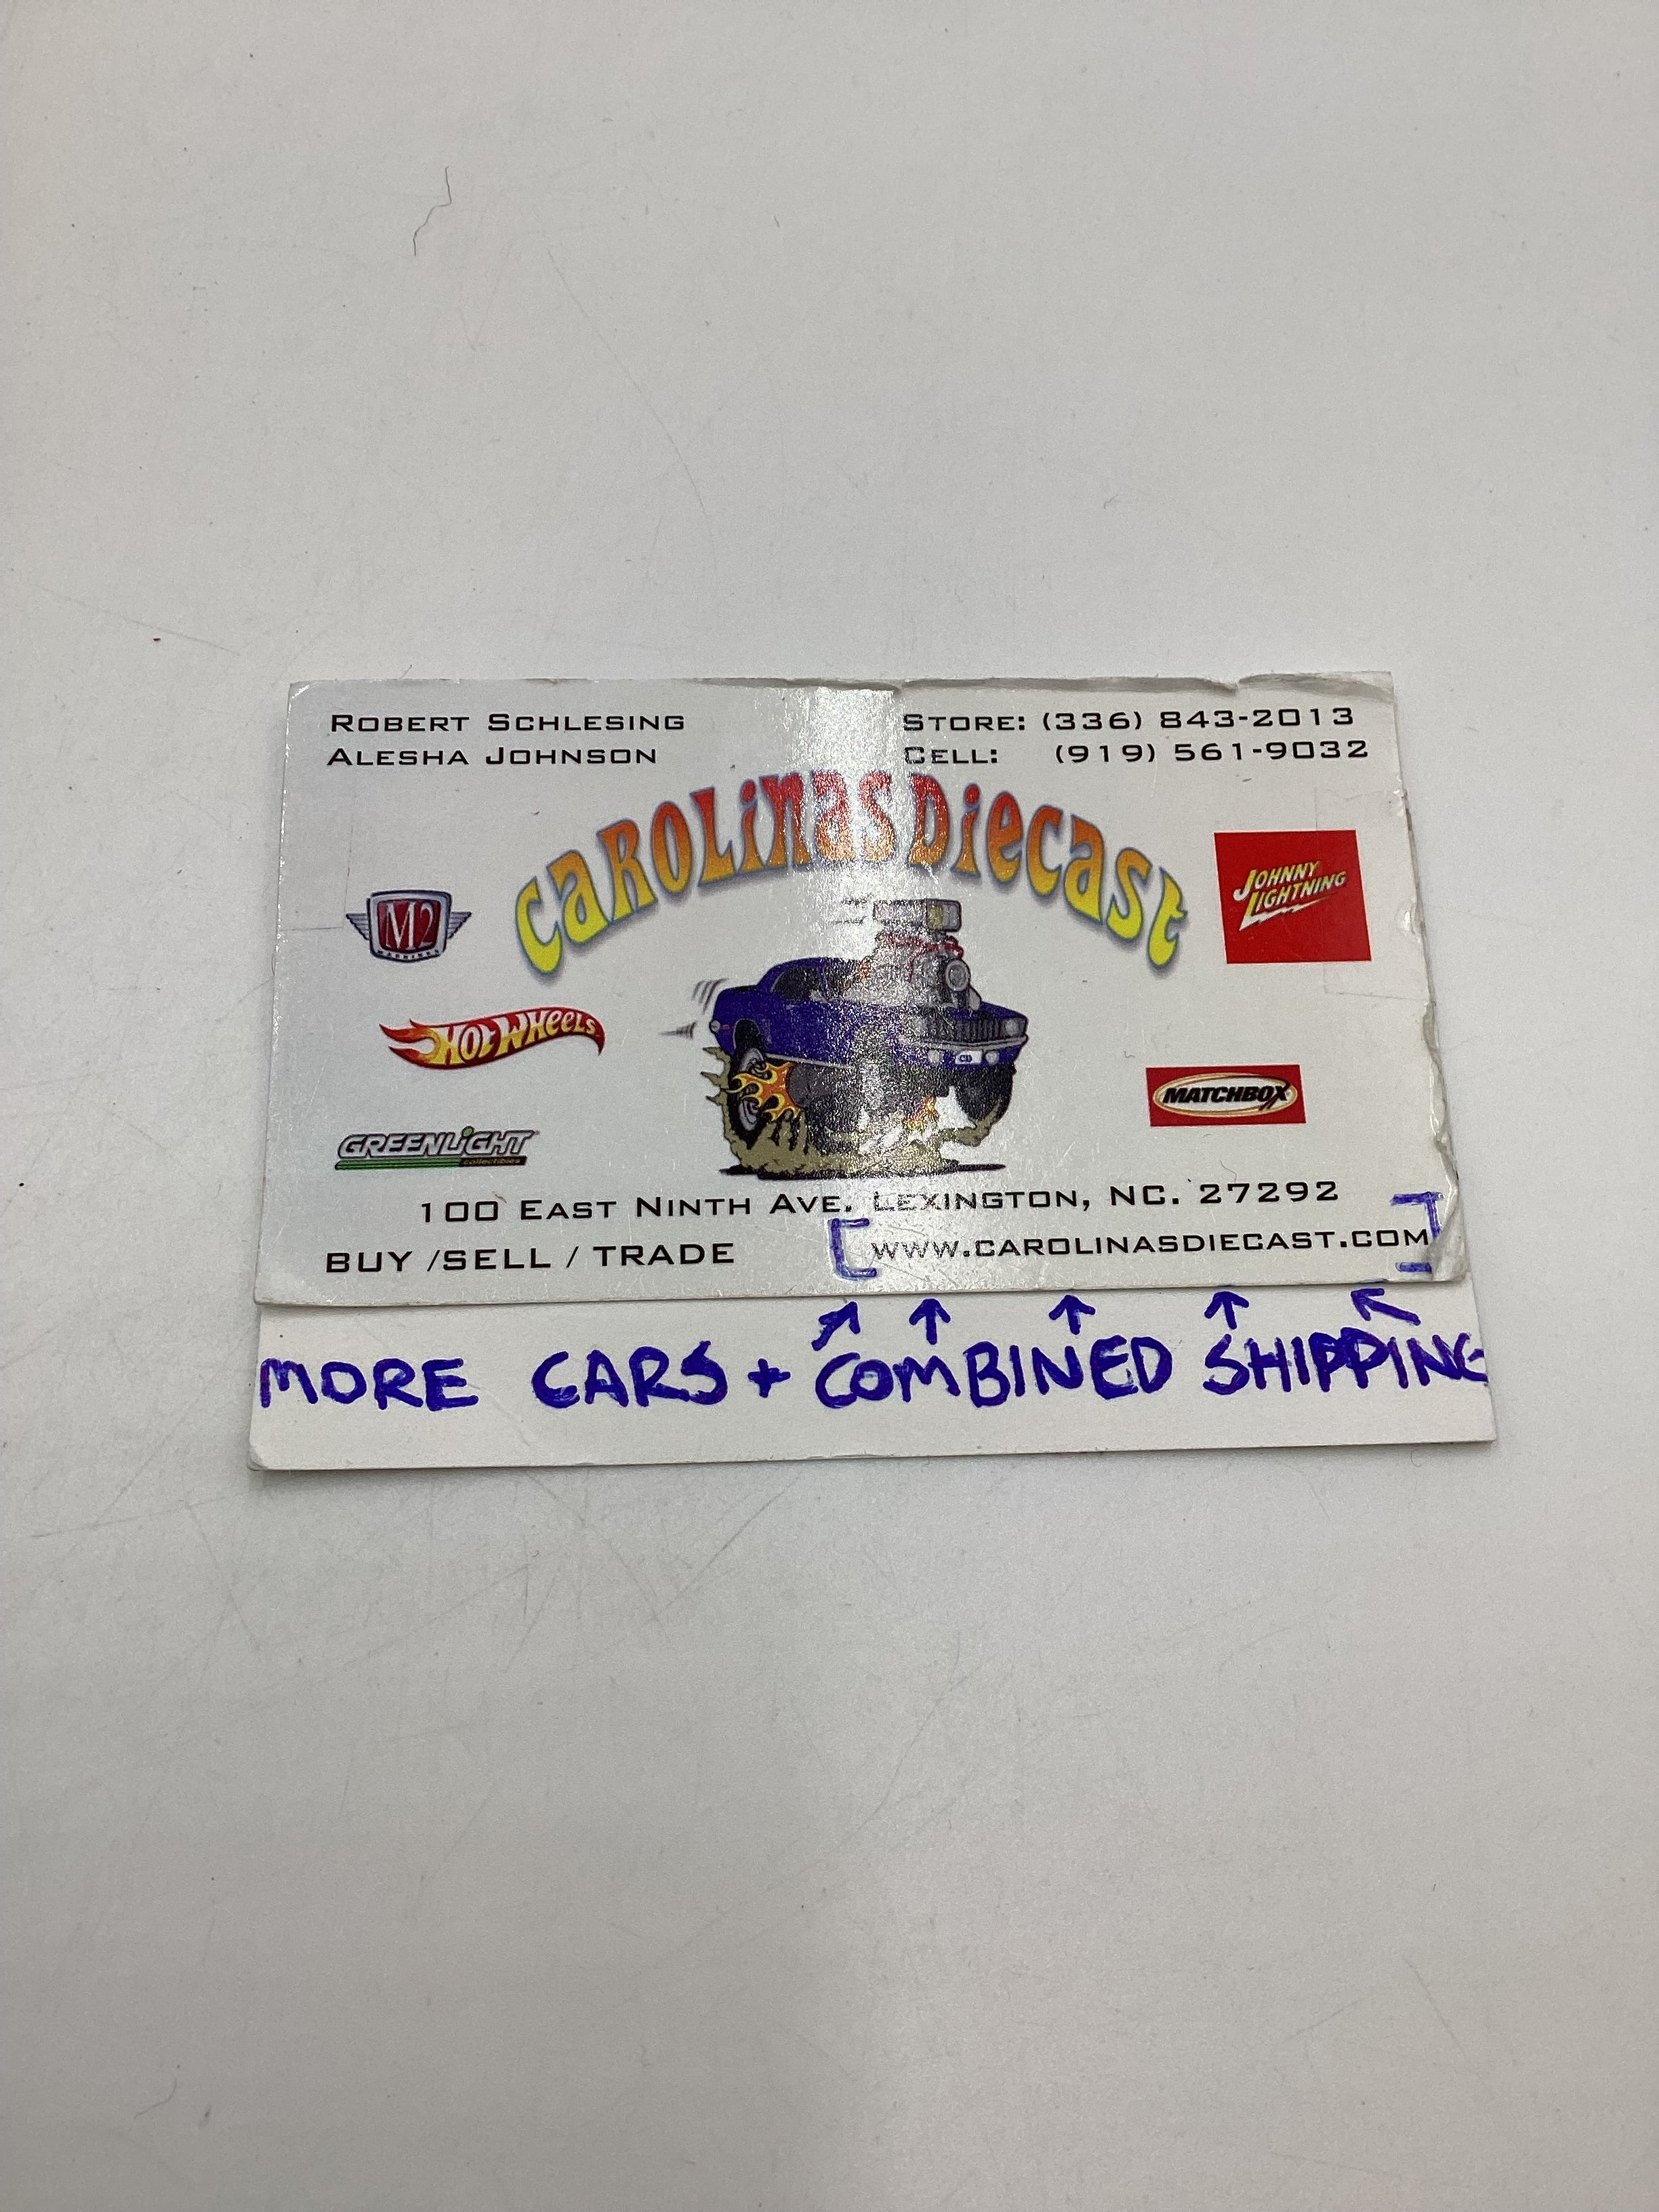 ROBERT SCHLESING
ALESHA JOHNSON
STORE: (336) 843-2013
CELL: (919) 561-9032
CAROLINAS DIECAST
M2
MACHINES
JOHNNY
LIGHTNING
HOT WHEELS
MATCHBOX
GREENLIGHT
collectibles
100 EAST NINTH AVE. LEXINGTON, NC. 27292
BUY /SELL / TRADE
[WWW.CAROLINASDIECAST.COM]
MORE CARS + COMBINED SHIPPING